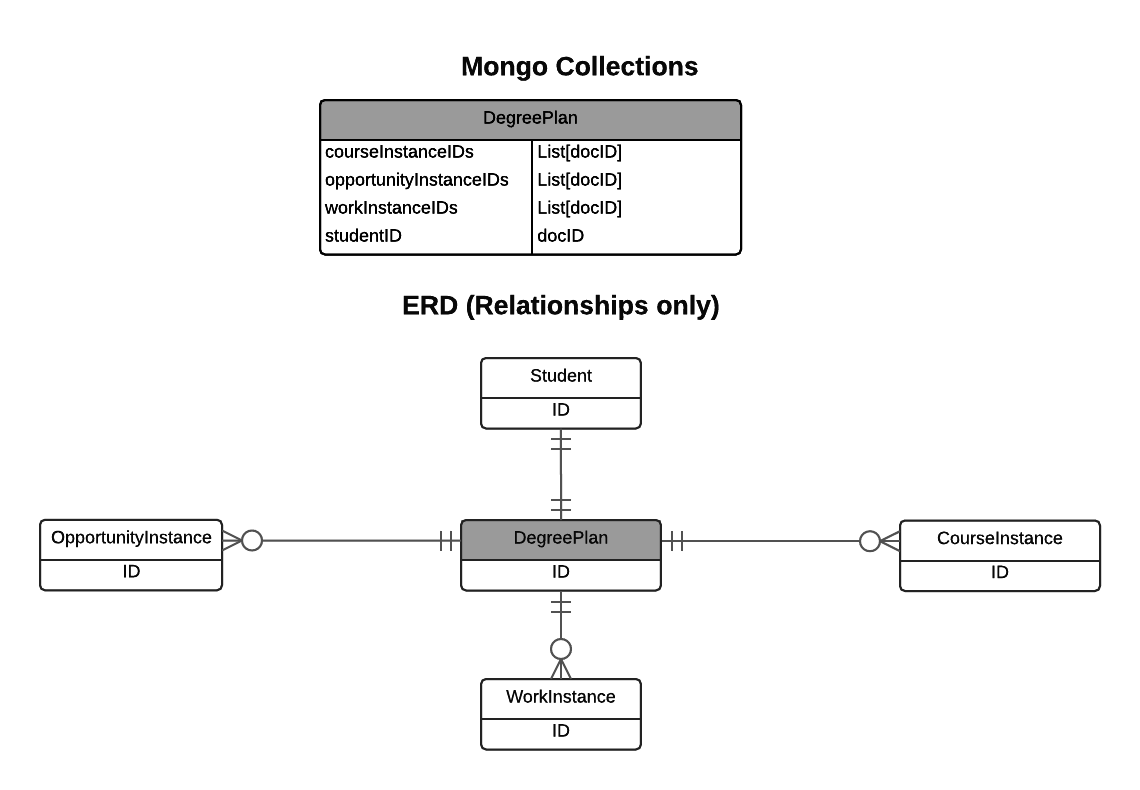 Mongo Collections
DegreePlan
courseInstanceIDs List[docID]
opportunityInstanceIDs List[docID]
workInstanceIDs List[docID]
studentID docID
ERD (Relationships only)
Student
ID
OpportunityInstance
ID
DegreePlan
ID
CourseInstance
ID
WorkInstance
ID